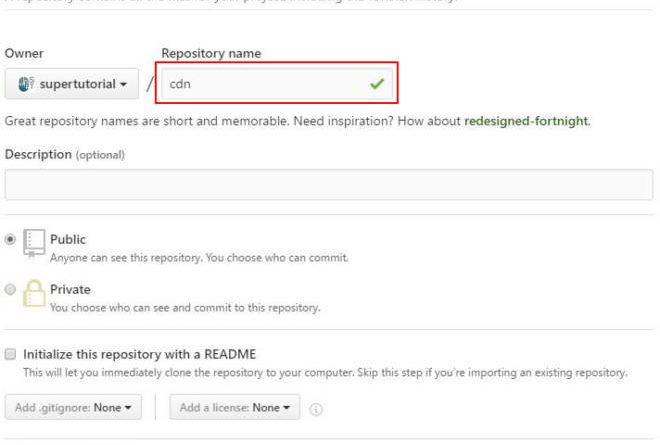 Owner
Repository name
supertutorial
/
cdn
Great repository names are short and memorable. Need inspiration? How about redesigned-fortnight.
Description (optional)
Public
Anyone can see this repository. You choose who can commit.
Private
You choose who can see and commit to this repository.
Initialize this repository with a README
This will let you immediately clone the repository to your computer. Skip this step if you're importing an existing repository.
Add .gitignore: None
Add a license: None